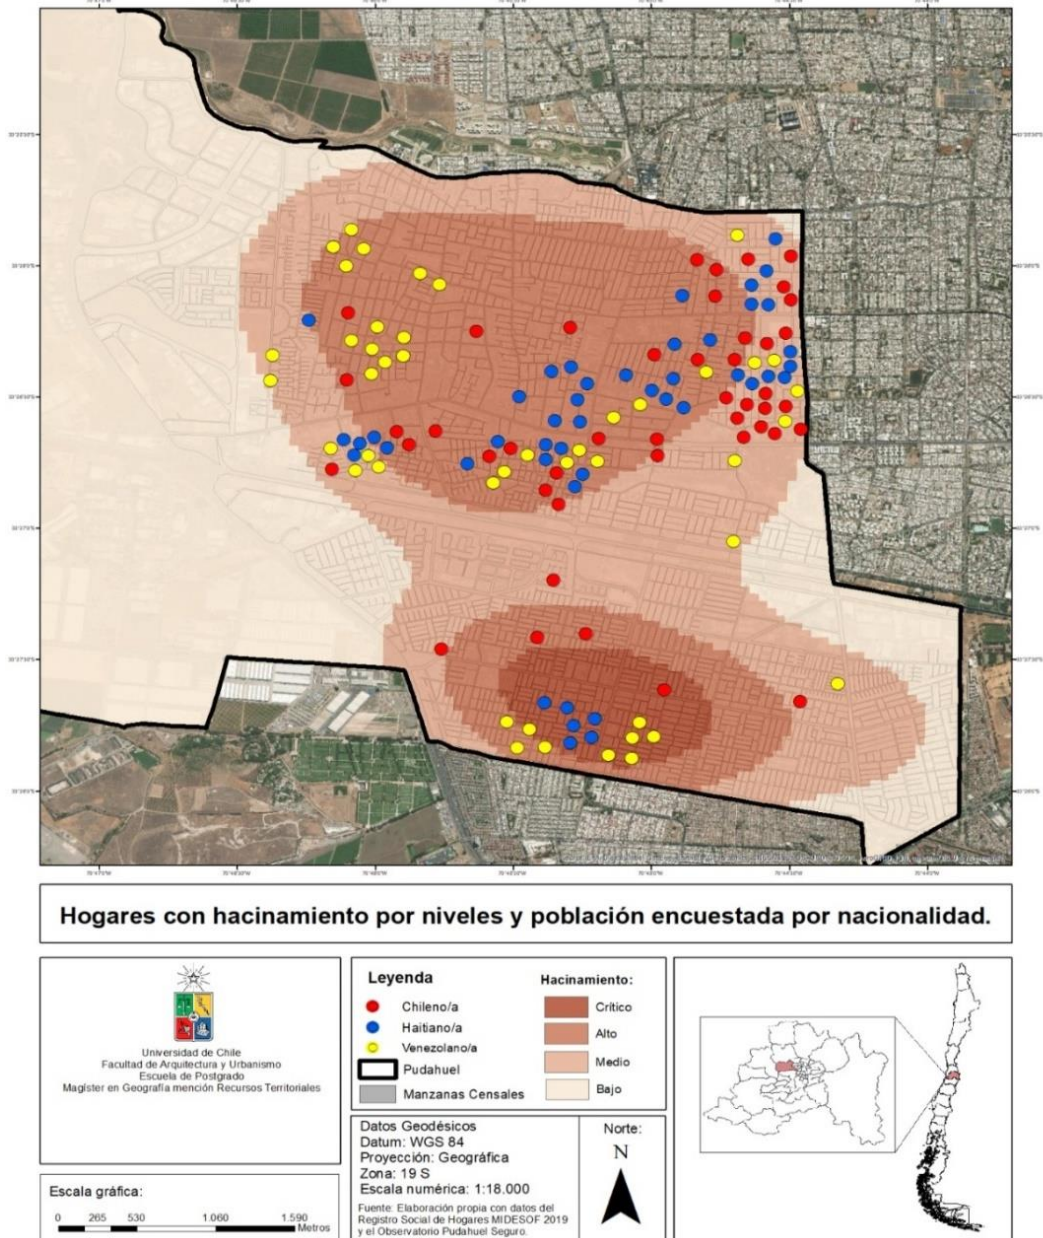 Hogares con hacinamiento por niveles y población encuestada por nacionalidad.
Universidad de Chile
Facultad de Arquitectura y Urbanismo
Escuela de Postgrado
Magíster en Geografía mención Recursos Territoriales
Escala gráfica:
0 265 530 1.060 1.590
Metros
Leyenda
Chileno/a
Haitiano/a
Venezolano/a
Pudahuel
Manzanas Censales
Hacinamiento:
Crítico
Alto
Medio
Bajo
Datos Geodésicos
Datum: WGS 84
Proyección: Geográfica
Zona: 19 S
Escala numérica: 1:18.000
Fuente: Elaboración propia con datos del
Registro Social de Hogares MIDESOF 2019
y el Observatorio Pudahuel Seguro.
Norte:
N